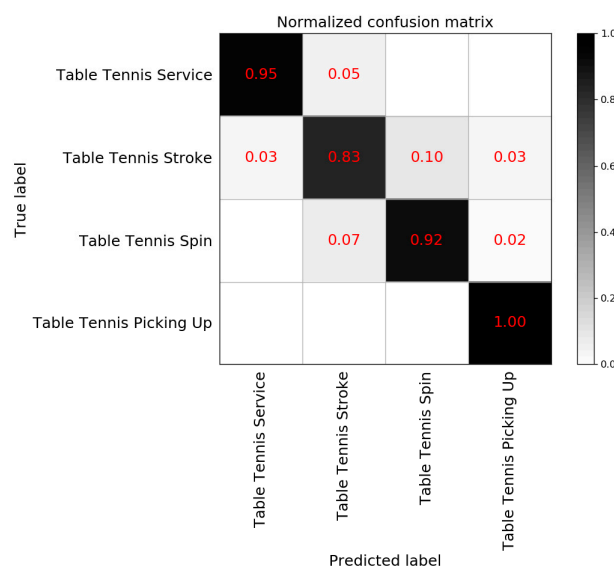 Normalized confusion matrix
1.0
Table Tennis Service 0.95 0.05
0.8
Table Tennis Stroke 0.03 0.83 0.10 0.03
0.6
True label
0.4
Table Tennis Spin 0.07 0.92 0.02
0.2
Table Tennis Picking Up 1.00
0.0
Table Tennis Service
Table Tennis Stroke
Table Tennis Spin
Table Tennis Picking Up
Predicted label